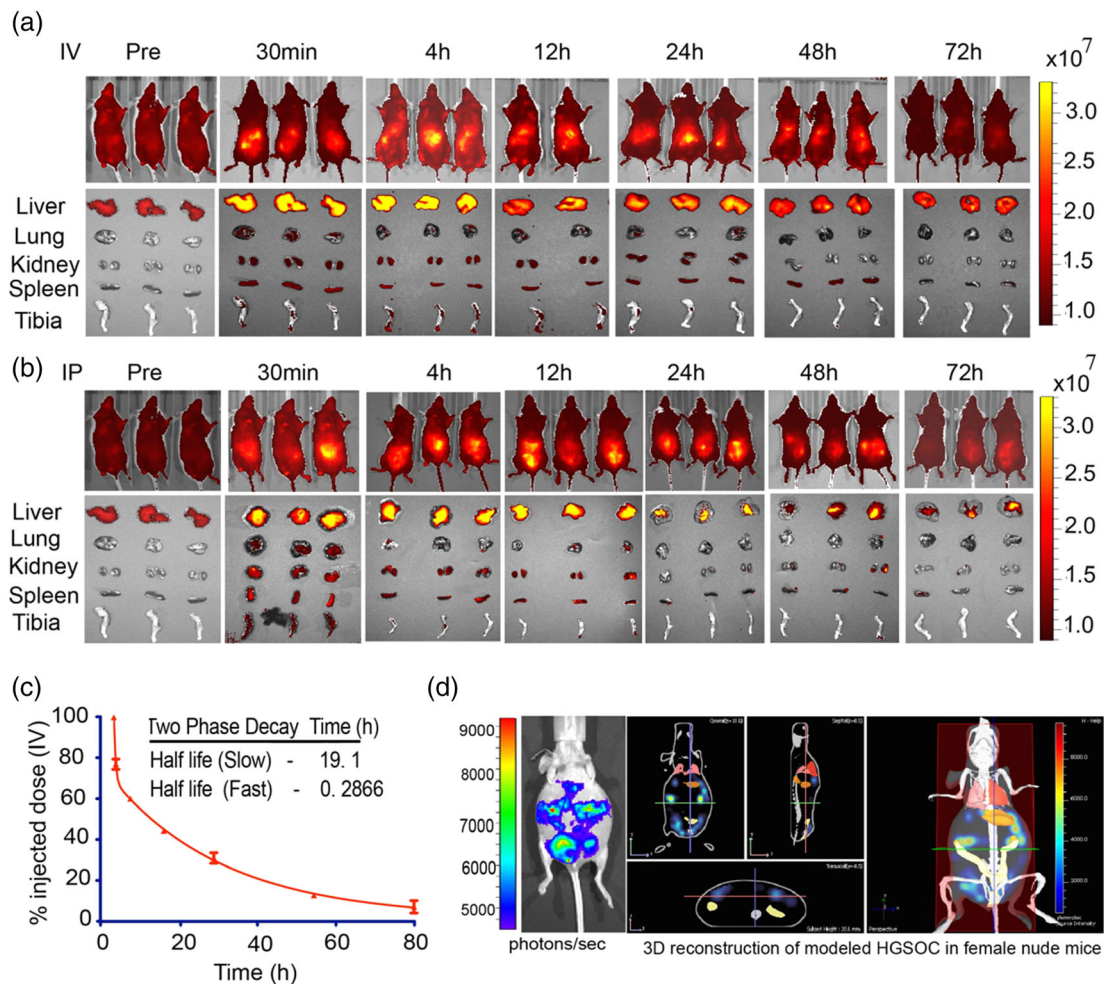 (a)
IV Pre 30min 4h 12h 24h 48h 72h
x10⁷
3.0
2.5
2.0
1.5
1.0
Liver
Lung
Kidney
Spleen
Tibia
(b)
IP Pre 30min 4h 12h 24h 48h 72h
x10⁷
3.0
2.5
2.0
1.5
1.0
Liver
Lung
Kidney
Spleen
Tibia
(c)
% injected dose (IV)
100
80
60
40
20
0
Two Phase Decay Time (h)
Half life (Slow) - 19. 1
Half life (Fast) - 0. 2866
0 20 40 60 80
Time (h)
(d)
9000
8000
7000
6000
5000
photons/sec
Perspective
3D reconstruction of modeled HGSOC in female nude mice